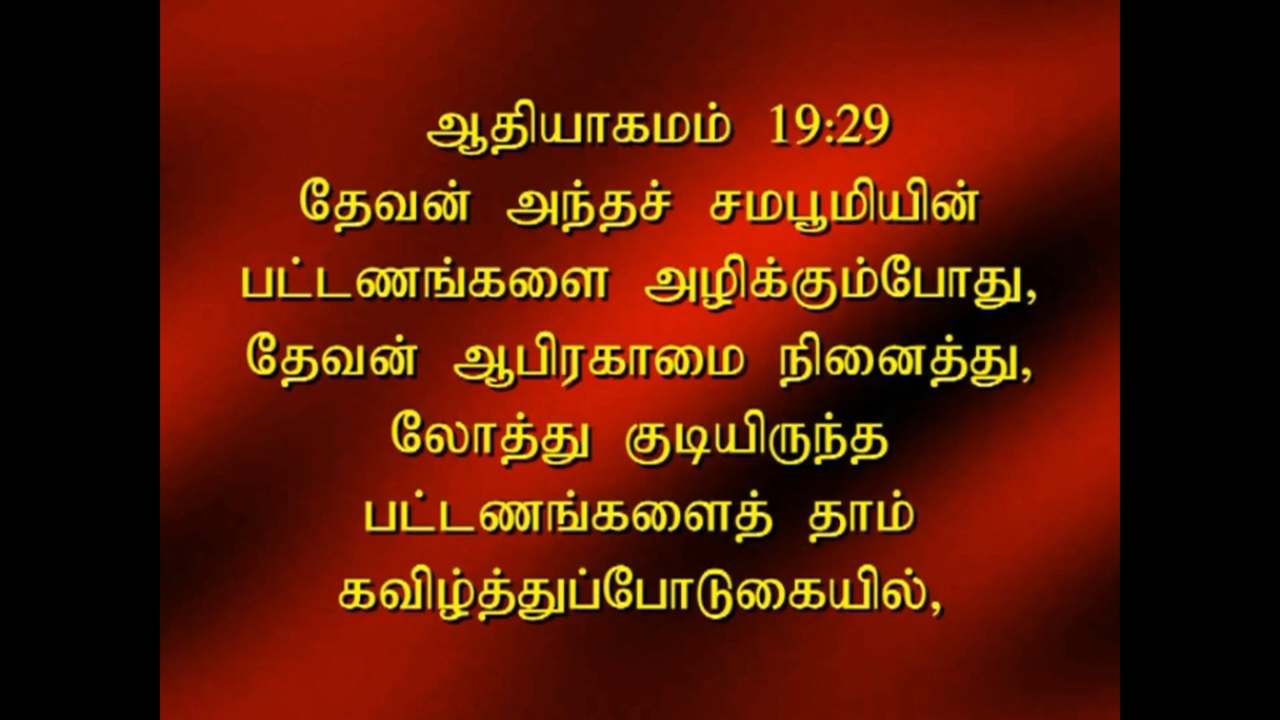 ஆதியாகமம் 19:29
தேவன் அந்தச் சமபூமியின்
பட்டணங்களை அழிக்கும்போது,
தேவன் ஆபிரகாமை நினைத்து,
லோத்து குடியிருந்த
பட்டணங்களைத் தாம்
கவிழ்த்துப்போடுகையில்,